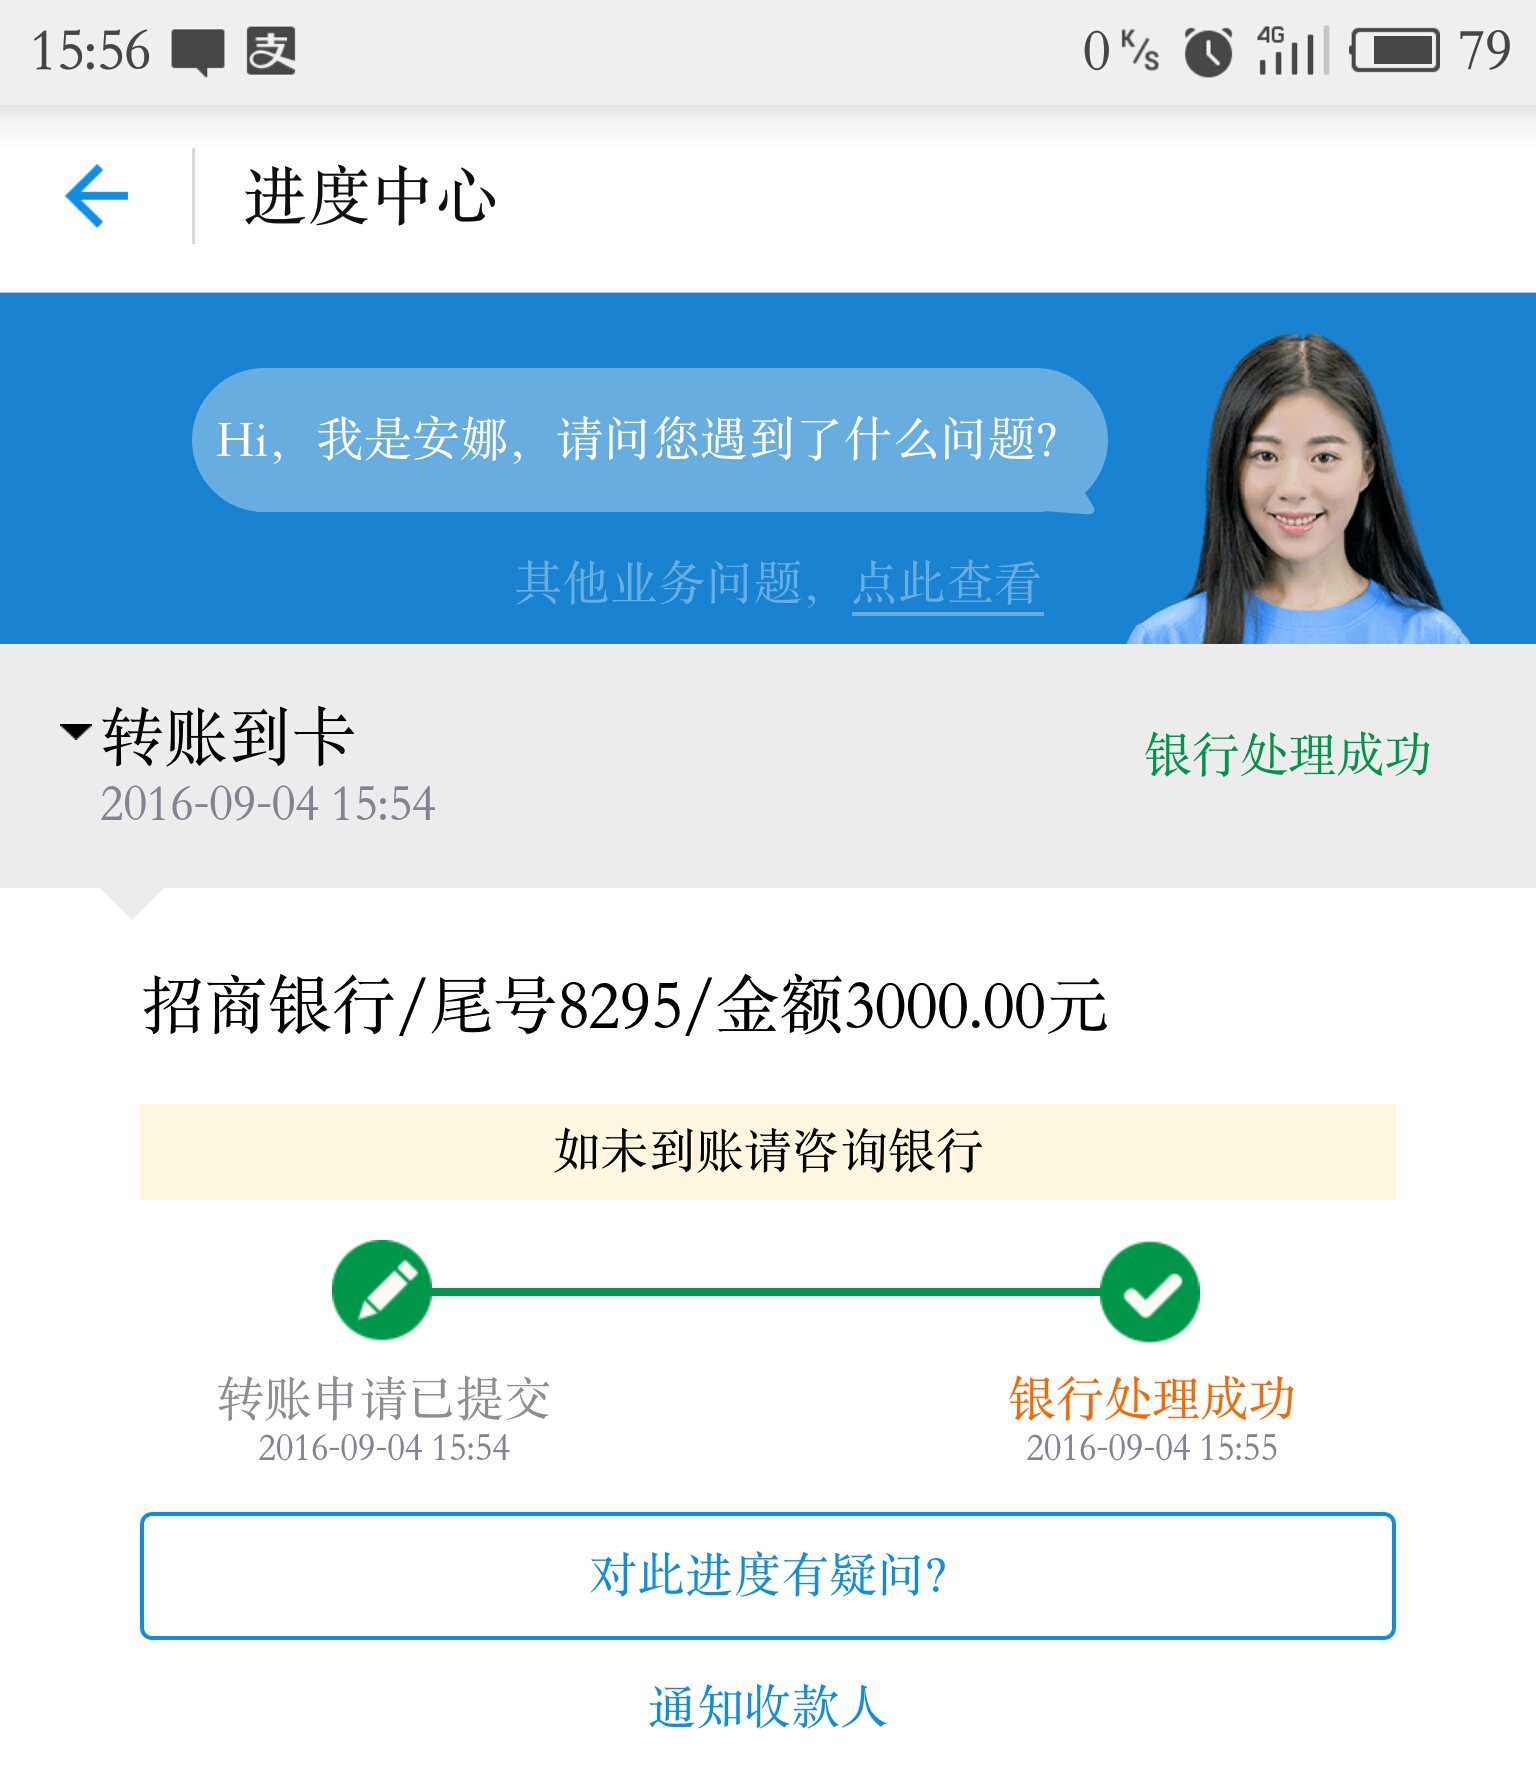 15:56 支 0 K/s 4G 79
进度中心
Hi，我是安娜，请问您遇到了什么问题?
其他业务问题，点此查看
转账到卡
银行处理成功
2016-09-04 15:54
招商银行/尾号8295/金额3000.00元
如未到账请咨询银行
转账申请已提交 银行处理成功
2016-09-04 15:54 2016-09-04 15:55
对此进度有疑问?
通知收款人